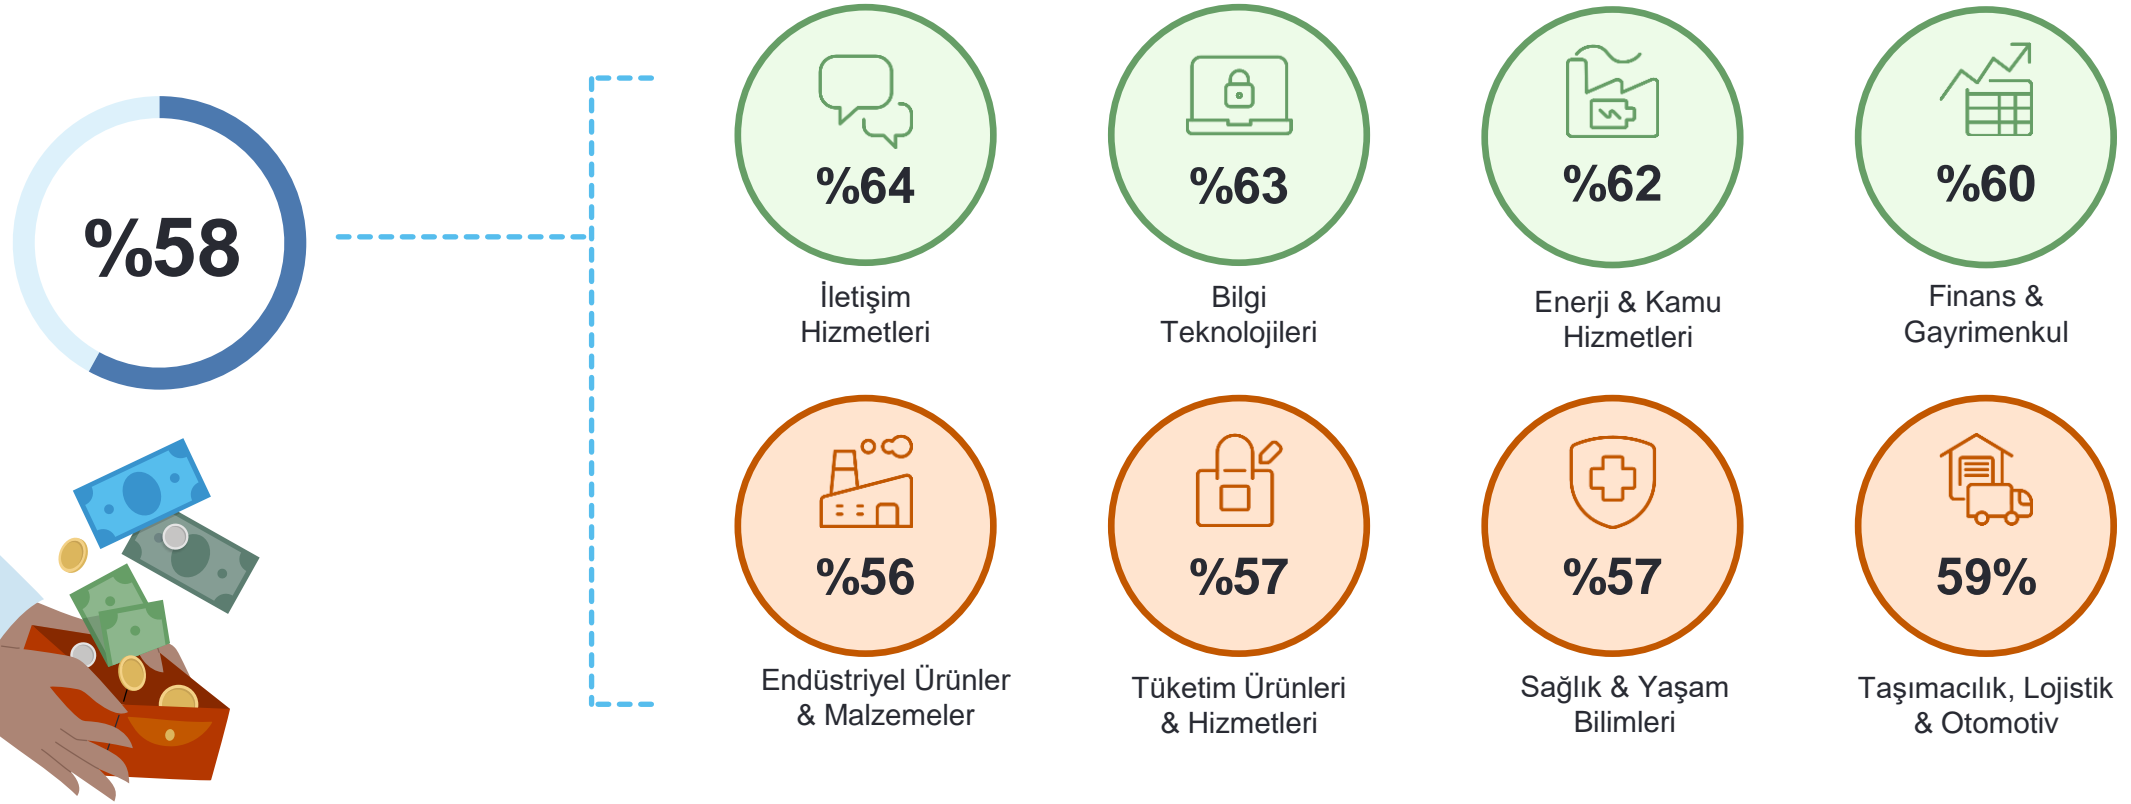 %58
%64
İletişim
Hizmetleri
%63
Bilgi
Teknolojileri
%62
Enerji & Kamu
Hizmetleri
%60
Finans &
Gayrimenkul
%56
Endüstriyel Ürünler
& Malzemeler
%57
Tüketim Ürünleri
& Hizmetleri
%57
Sağlık & Yaşam
Bilimleri
59%
Taşımacılık, Lojistik
& Otomotiv